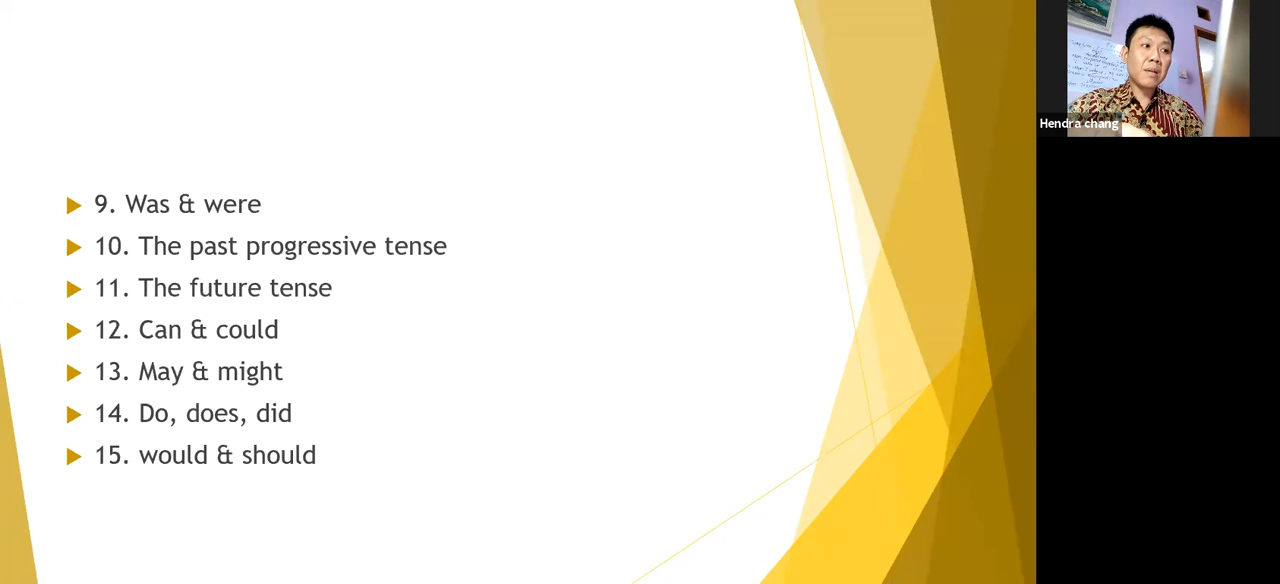 9. Was & were
10. The past progressive tense
11. The future tense
12. Can & could
13. May & might
14. Do, does, did
15. would & should
Hendra chang